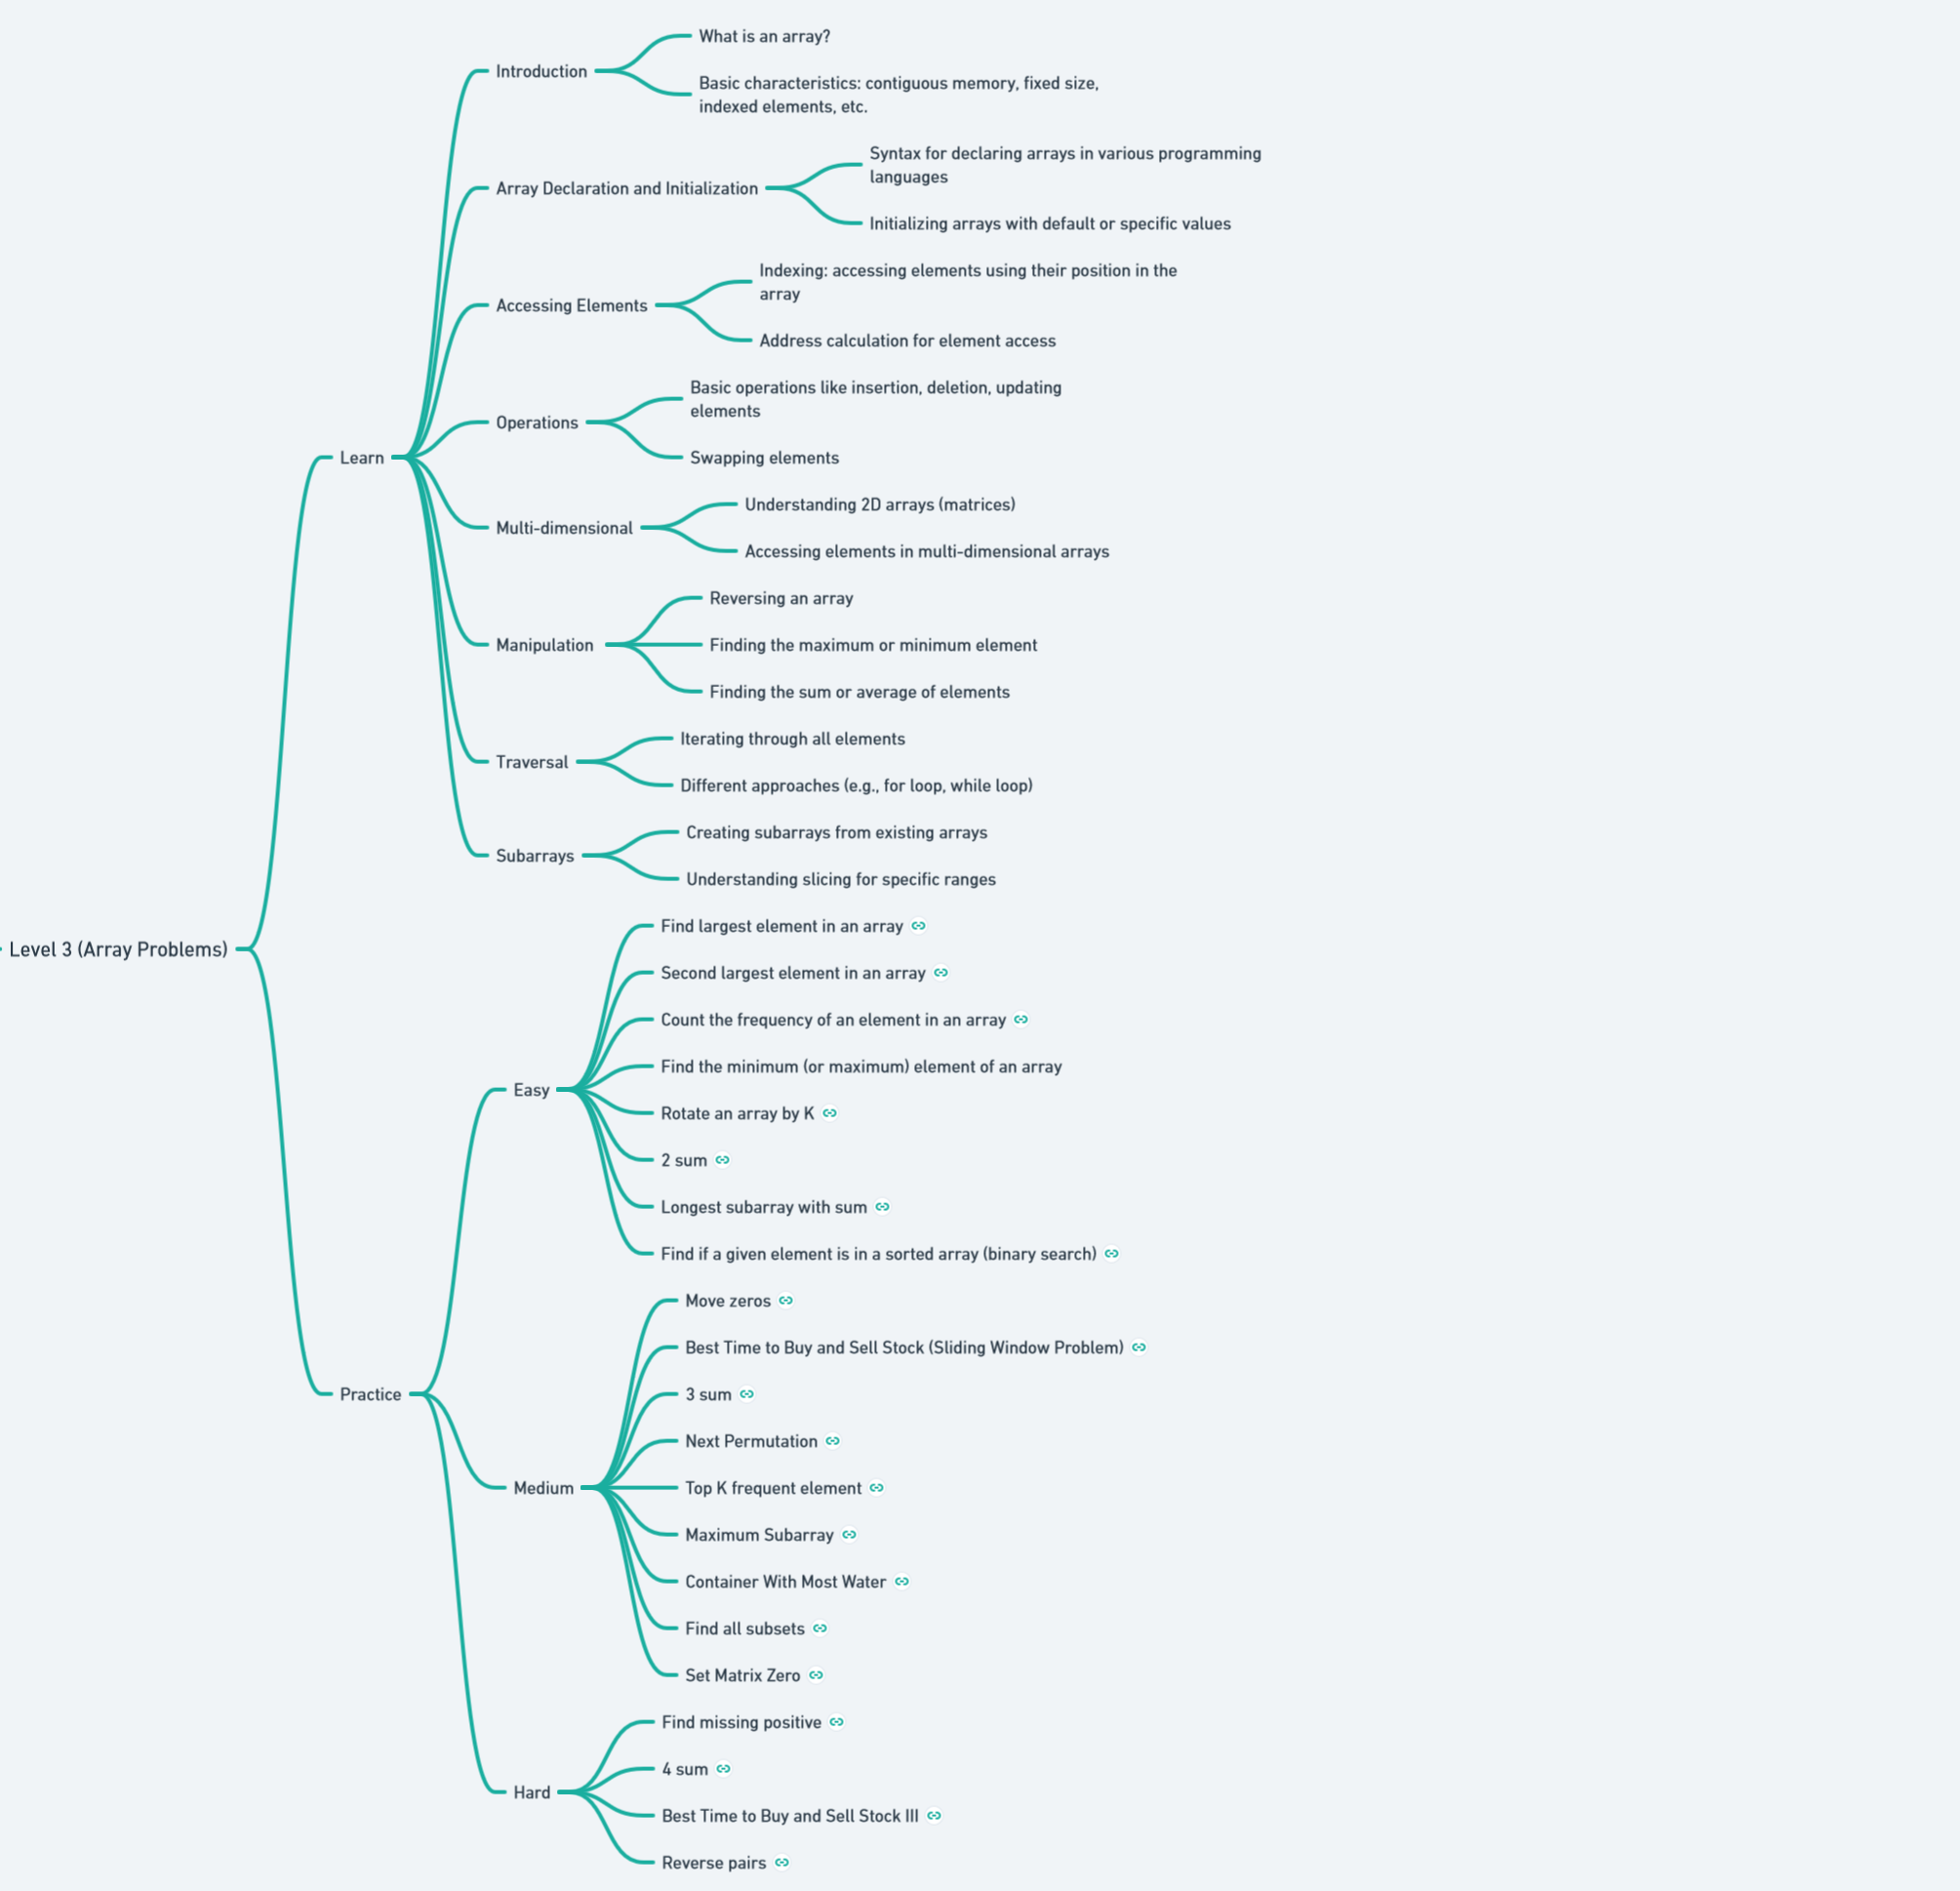 What is an array?
Introduction
Basic characteristics: contiguous memory, fixed size,
indexed elements, etc.
Syntax for declaring arrays in various programming
languages
Array Declaration and Initialization
Initializing arrays with default or specific values
Indexing: accessing elements using their position in the
array
Accessing Elements
Address calculation for element access
Basic operations like insertion, deletion, updating
elements
Operations
Learn
Swapping elements
Understanding 2D arrays (matrices)
Multi-dimensional
Accessing elements in multi-dimensional arrays
Reversing an array
Manipulation
Finding the maximum or minimum element
Finding the sum or average of elements
Iterating through all elements
Traversal
Different approaches (e.g., for loop, while loop)
Creating subarrays from existing arrays
Subarrays
Understanding slicing for specific ranges
Find largest element in an array
Level 3 (Array Problems)
Second largest element in an array
Count the frequency of an element in an array
Find the minimum (or maximum) element of an array
Easy
Rotate an array by K
2 sum
Longest subarray with sum
Find if a given element is in a sorted array (binary search)
Move zeros
Best Time to Buy and Sell Stock (Sliding Window Problem)
Practice
3 sum
Next Permutation
Medium
Top K frequent element
Maximum Subarray
Container With Most Water
Find all subsets
Set Matrix Zero
Find missing positive
4 sum
Hard
Best Time to Buy and Sell Stock III
Reverse pairs